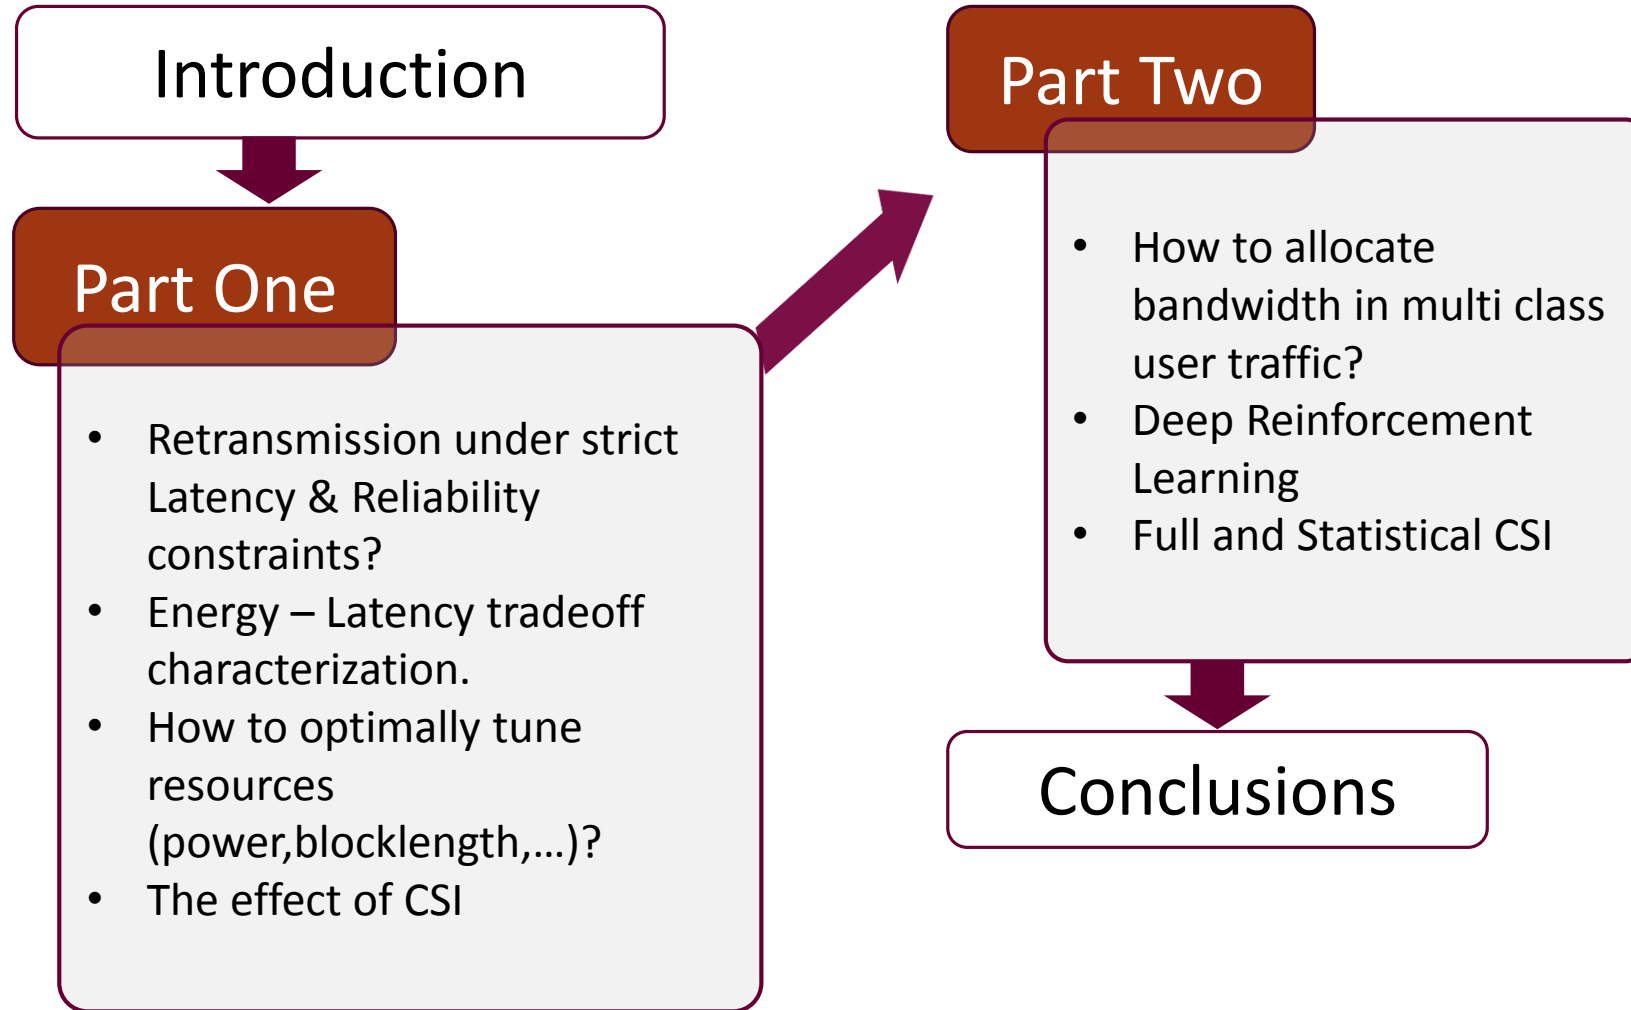 Introduction
Part One
• Retransmission under strict
Latency & Reliability
constraints?
• Energy – Latency tradeoff
characterization.
• How to optimally tune
resources
(power,blocklength,...)?
• The effect of CSI
Part Two
• How to allocate
bandwidth in multi class
user traffic?
• Deep Reinforcement
Learning
• Full and Statistical CSI
Conclusions